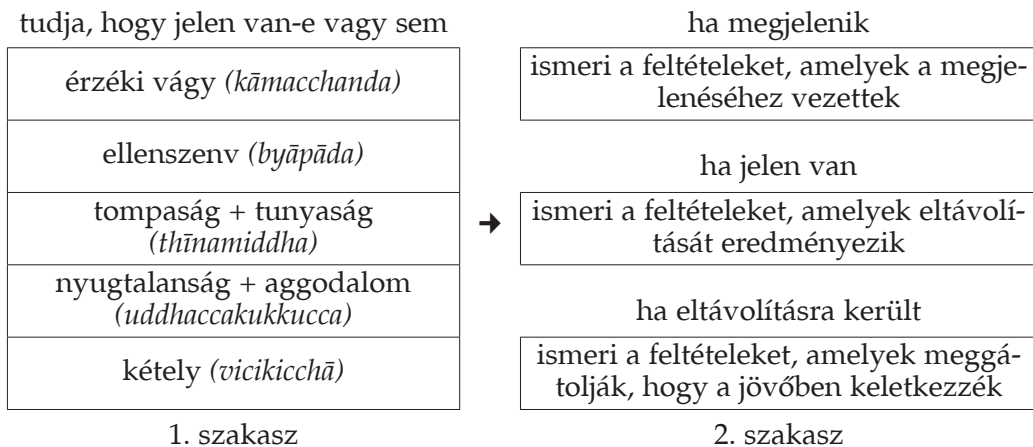 tudja, hogy jelen van-e vagy sem
érzéki vágy (kāmacchanda)
ellenszenv (byāpāda)
tompaság + tunyaság
(thīnamiddha)
nyugtalanság + aggodalom
(uddhaccakukkucca)
kétely (vicikicchā)
1. szakasz
ha megjelenik
ismeri a feltételeket, amelyek a megje-
lenéséhez vezettek
ha jelen van
ismeri a feltételeket, amelyek eltávolí-
tását eredményezik
ha eltávolításra került
ismeri a feltételeket, amelyek meggá-
tolják, hogy a jövőben keletkezzék
2. szakasz